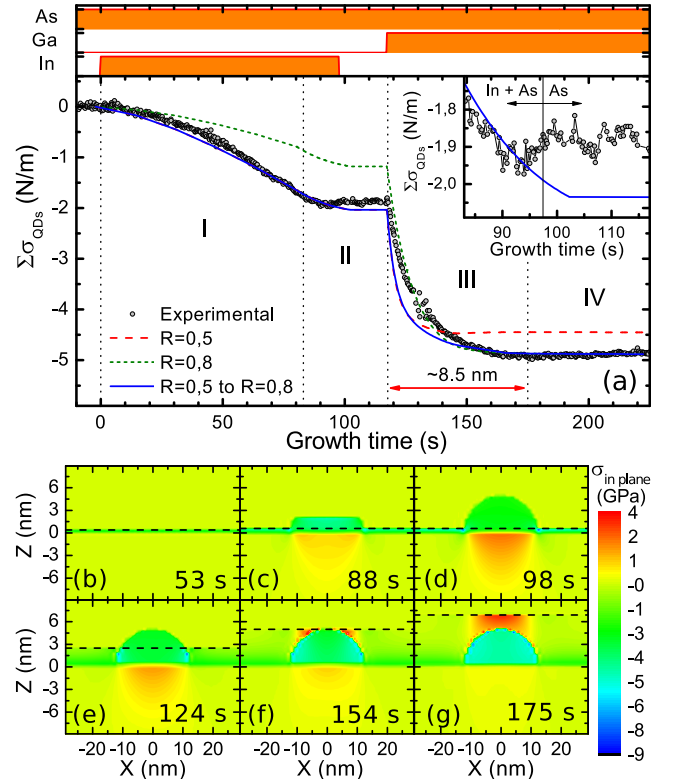 As
Ga
In
0
-1
-2
-3
-4
-5
ΣσQDs (N/m)
I
II
III
IV
Experimental
R=0,5
R=0,8
R=0,5 to R=0,8
~8.5 nm
(a)
0 50 100 150 200
Growth time (s)
In + As As
-1,8
-1,9
-2,0
ΣσQDs (N/m)
90 100 110
Growth time (s)
σin plane
(GPa)
4
2
1
0
-1
-2
-3
-4
-5
-6
-9
Z (nm)
6
3
0
-3
-6
(b) 53 s
(c) 88 s
(d) 98 s
Z (nm)
6
3
0
-3
-6
(e) 124 s
(f) 154 s
(g) 175 s
-20 -10 0 10 20
-20 -10 0 10 20
-20 -10 0 10 20
X (nm)
X (nm)
X (nm)